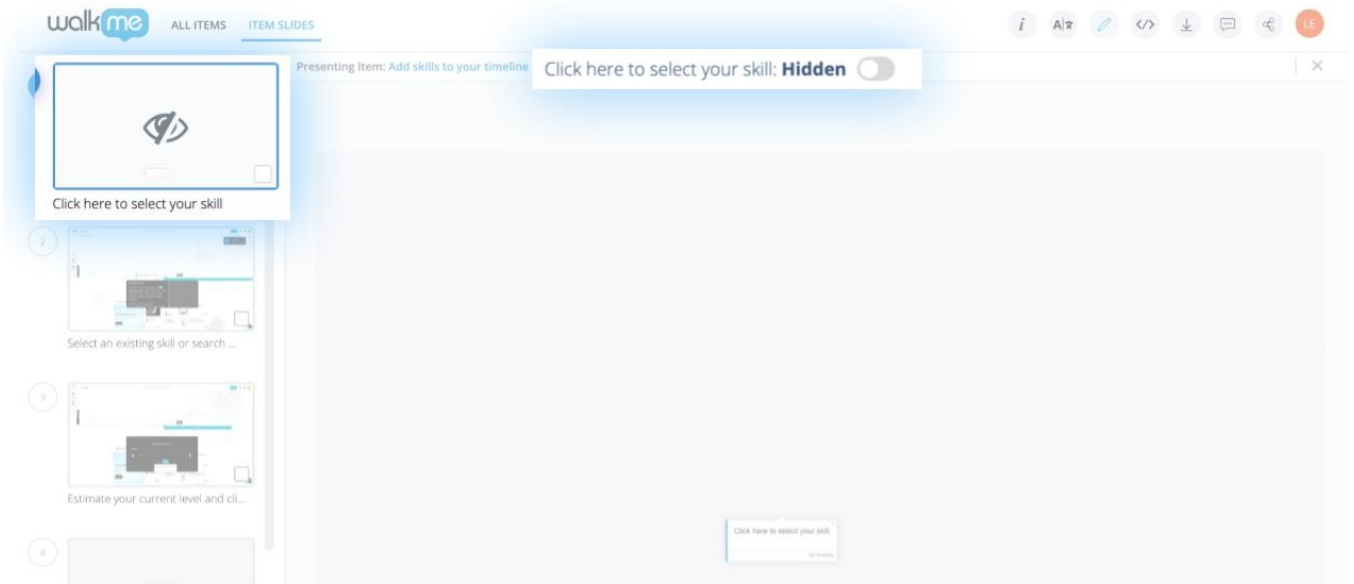 walkme ALL ITEMS ITEM SLIDES i A LE
Presenting Item: Add skills to your timeline
Click here to select your skill: Hidden
Click here to select your skill
2
Select an existing skill or search ...
3
Estimate your current level and cli...
4
Click here to select your skill